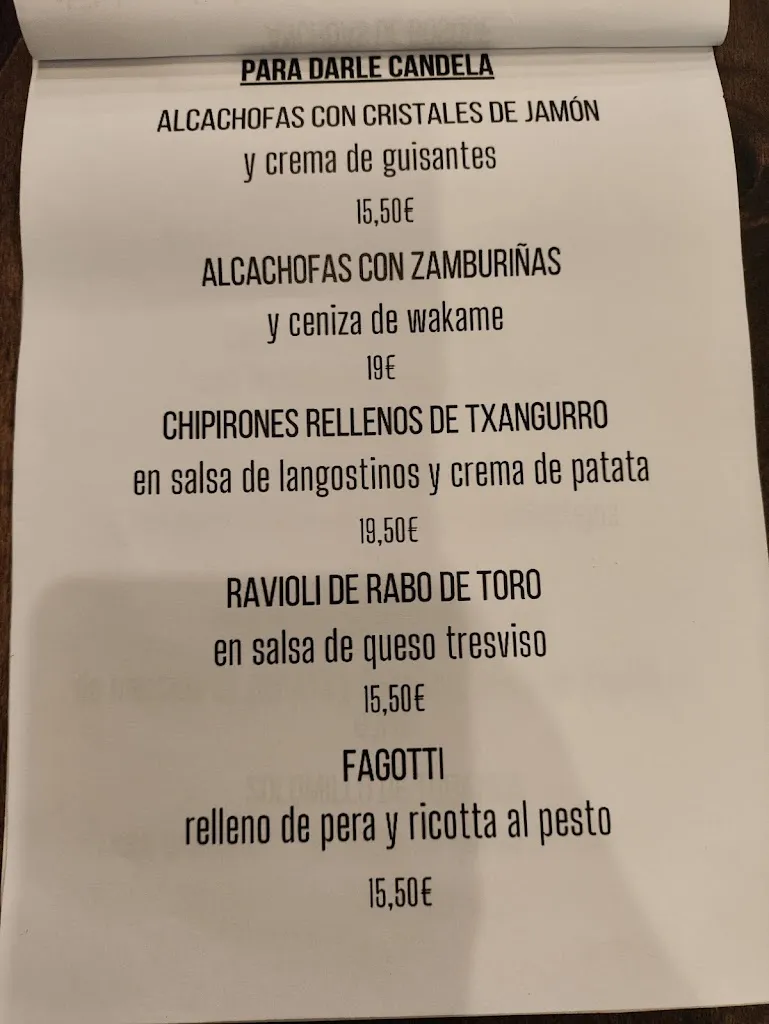 PARA DARLE CANDELA
ALCACHOFAS CON CRISTALES DE JAMÓN
y crema de guisantes
15,50€
ALCACHOFAS CON ZAMBURIÑAS
y ceniza de wakame
19€
CHIPIRONES RELLENOS DE TXANGURRO
en salsa de langostinos y crema de patata
19,50€
RAVIOLI DE RABO DE TORO
en salsa de queso tresviso
15,50€
FAGOTTI
relleno de pera y ricotta al pesto
15,50€